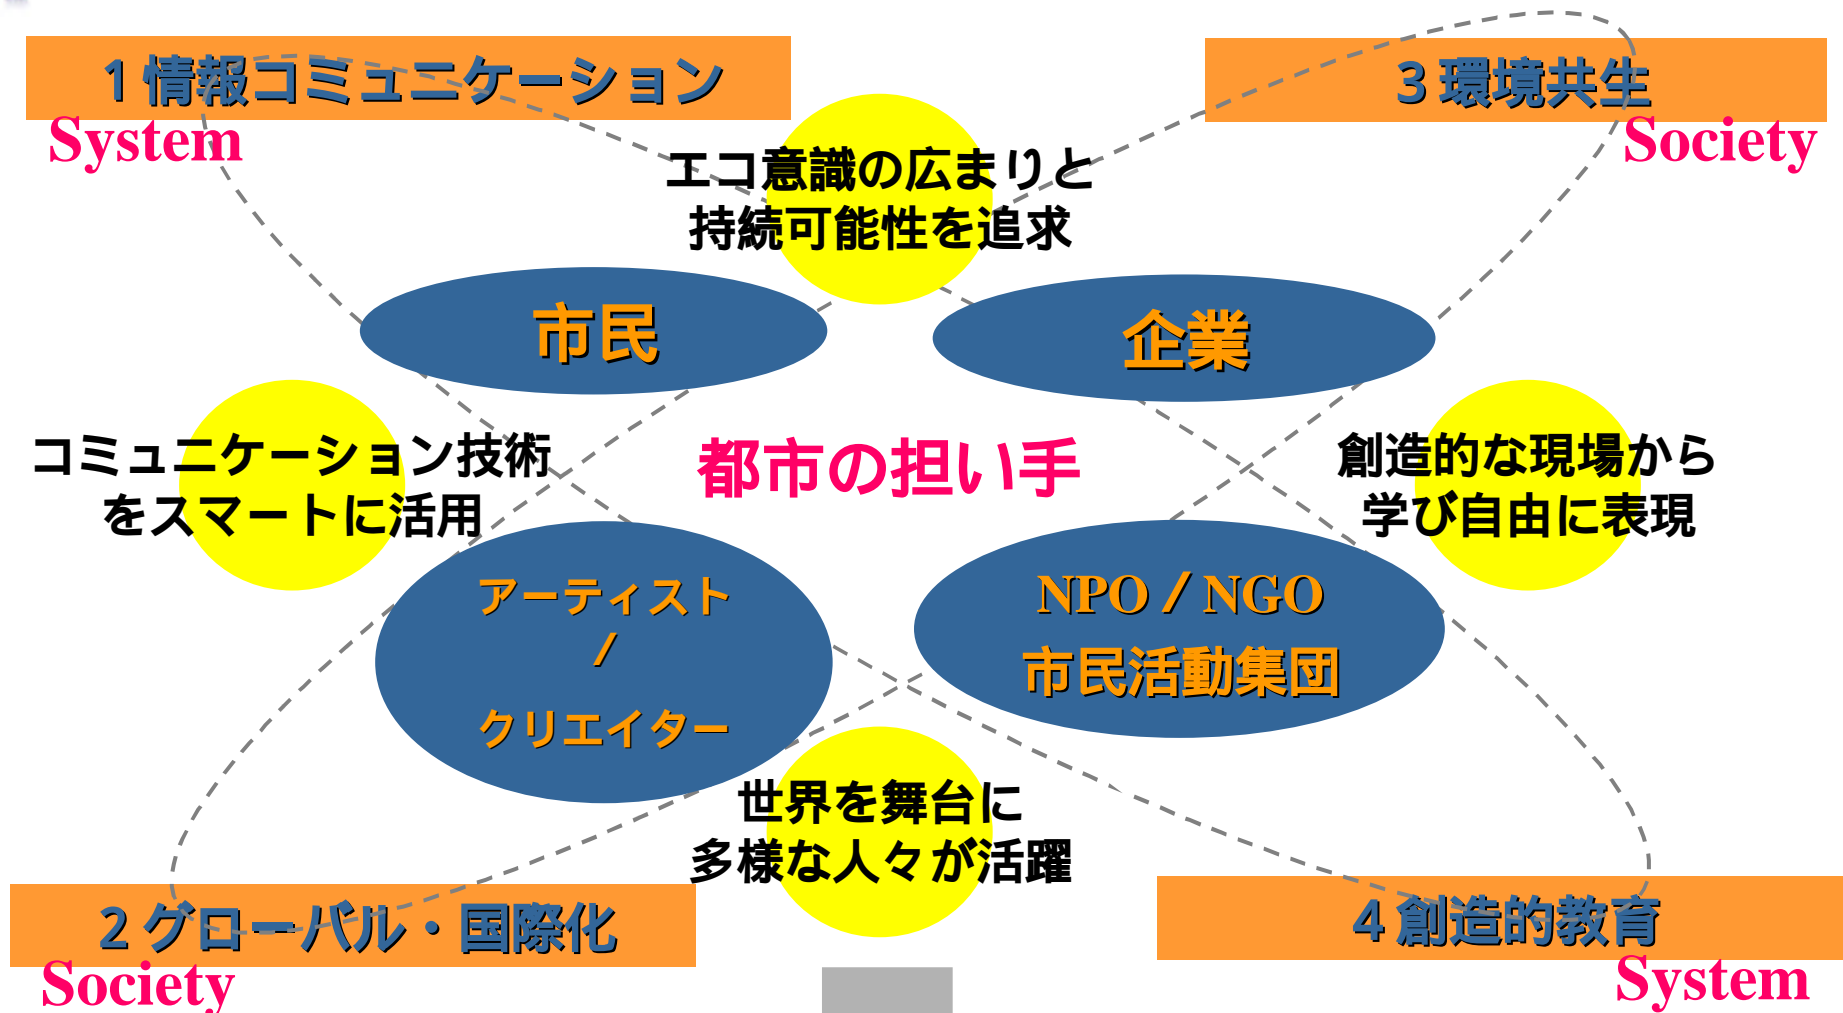 1 情報コミュニケーション
System
3 環境共生
Society
エコ意識の広まりと
持続可能性を追求
市民
企業
コミュニケーション技術
をスマートに活用
都市の担い手
創造的な現場から
学び自由に表現
アーティスト
/
クリエイター
NPO / NGO
市民活動集団
世界を舞台に
多様な人々が活躍
2 グローバル・国際化
Society
4 創造的教育
System